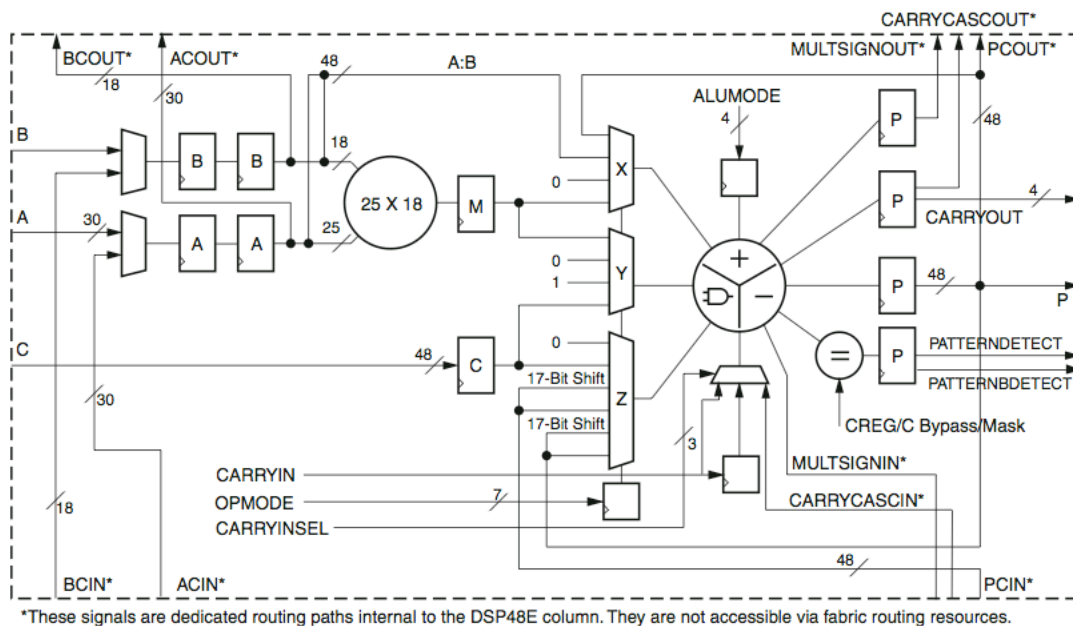 CARRYCASCOUT*
BCOUT*
ACOUT*
MULTSIGNOUT*
PCOUT*
18
48
A:B
30
ALUMODE
4
P
48
B
18
B
B
X
0
25 X 18
M
P
4
CARRYOUT
A
30
25
A
A
0
Y
1
+
−
P
48
P
C
48
C
0
=
P
PATTERNDETECT
PATTERNBDETECT
17-Bit Shift
Z
17-Bit Shift
30
CREG/C Bypass/Mask
3
CARRYIN
MULTSIGNIN*
OPMODE
7
CARRYCASCIN*
18
CARRYINSEL
48
BCIN*
ACIN*
PCIN*
*These signals are dedicated routing paths internal to the DSP48E column. They are not accessible via fabric routing resources.